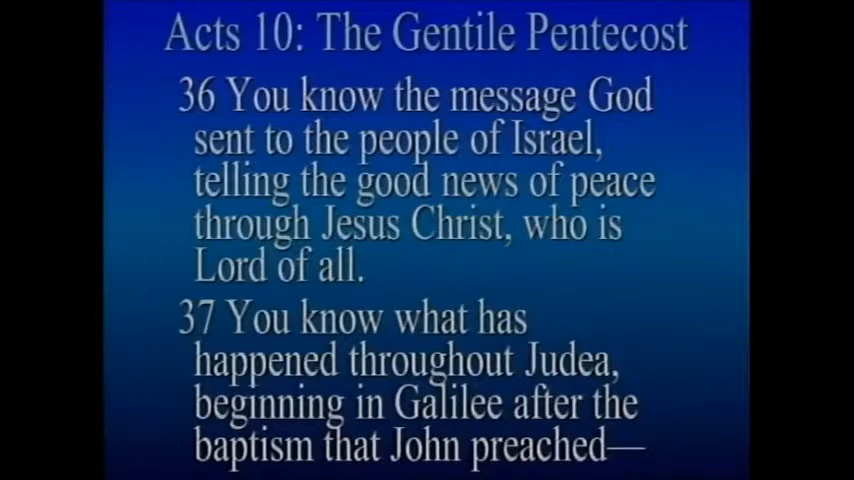 Acts 10: The Gentile Pentecost
36 You know the message God
sent to the people of Israel,
telling the good news of peace
through Jesus Christ, who is
Lord of all.
37 You know what has
happened throughout Judea,
beginning in Galilee after the
baptism that John preached—